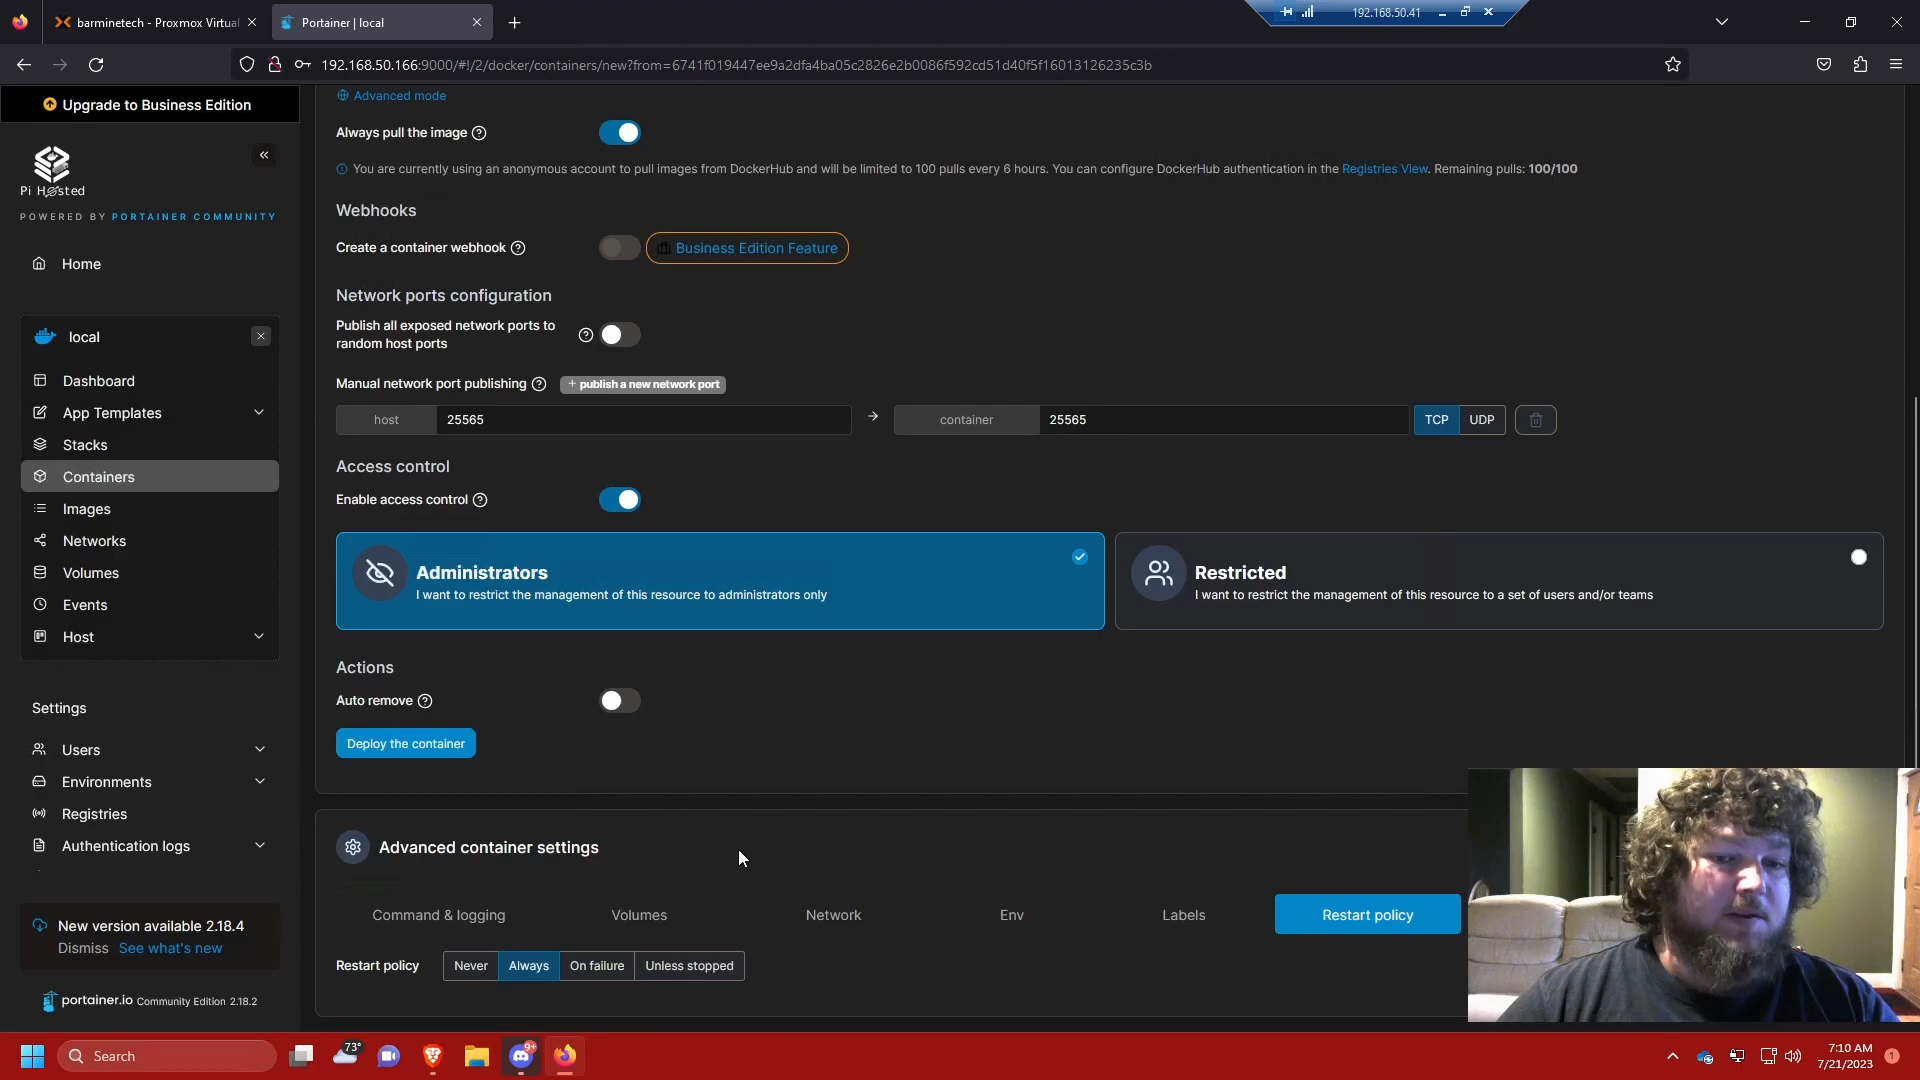 barminetech - Proxmox Virtual
Portainer | local
192.168.50.41
192.168.50.166:9000/#!/2/docker/containers/new?from=6741f019447ee9a2dfa4ba05c2826e2b0086f592cd51d40f5f16013126235c3b
Upgrade to Business Edition
Pi Hosted
POWERED BY PORTAINER COMMUNITY
Home
local
Dashboard
App Templates
Stacks
Containers
Images
Networks
Volumes
Events
Host
Settings
Users
Environments
Registries
Authentication logs
New version available 2.18.4
Dismiss See what's new
portainer.io Community Edition 2.18.2
Advanced mode
Always pull the image
You are currently using an anonymous account to pull images from DockerHub and will be limited to 100 pulls every 6 hours. You can configure DockerHub authentication in the Registries View. Remaining pulls: 100/100
Webhooks
Create a container webhook
Business Edition Feature
Network ports configuration
Publish all exposed network ports to
random host ports
Manual network port publishing
+ publish a new network port
host 25565 → container 25565 TCP UDP
Access control
Enable access control
Administrators
I want to restrict the management of this resource to administrators only
Restricted
I want to restrict the management of this resource to a set of users and/or teams
Actions
Auto remove
Deploy the container
Advanced container settings
Command & logging Volumes Network Env Labels Restart policy
Restart policy Never Always On failure Unless stopped
Search
73°
9+
7:10 AM
7/21/2023
1